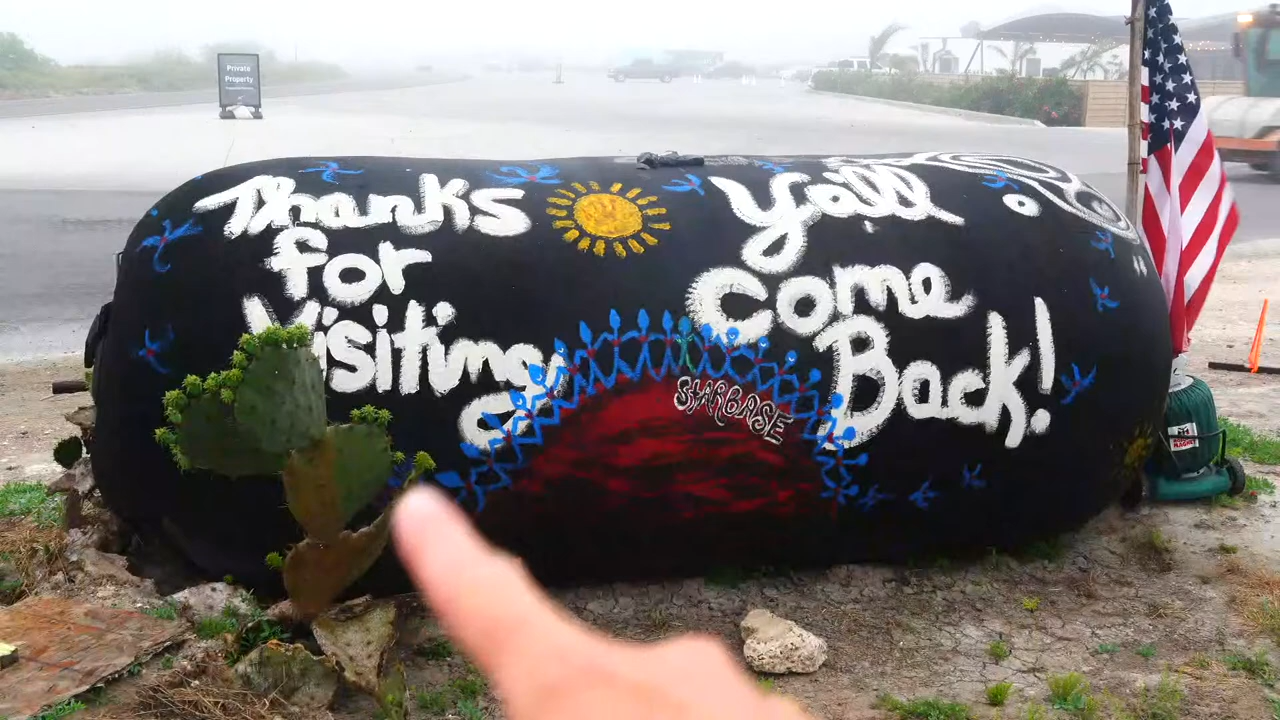 Private
Property
Thanks
for
Visiting
y'all
Come
Back!
STARBASE